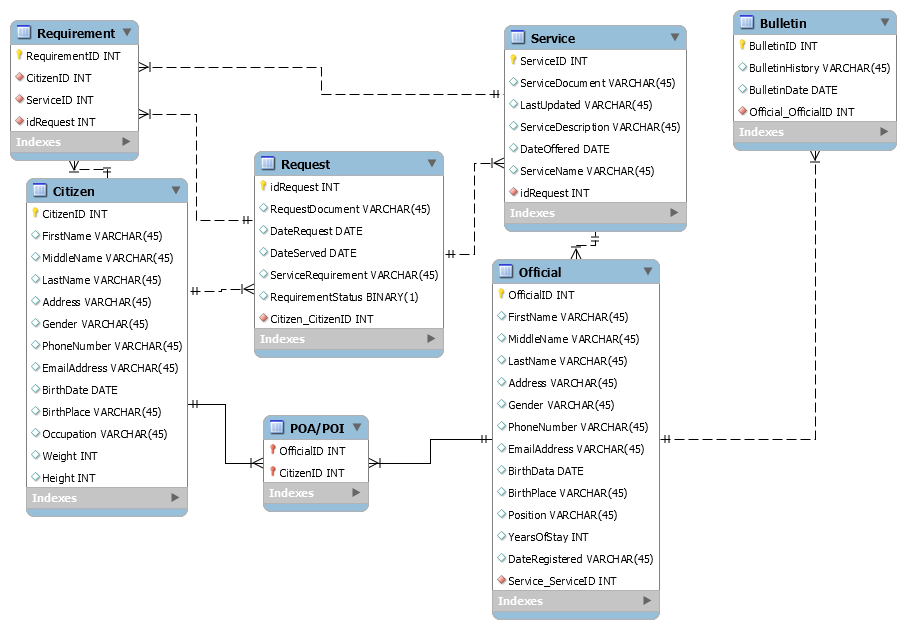 Requirement
RequirementID INT
CitizenID INT
ServiceID INT
idRequest INT
Indexes
Service
ServiceID INT
ServiceDocument VARCHAR(45)
LastUpdated VARCHAR(45)
ServiceDescription VARCHAR(45)
DateOffered DATE
ServiceName VARCHAR(45)
idRequest INT
Indexes
Bulletin
BulletinID INT
BulletinHistory VARCHAR(45)
BulletinDate DATE
Official_OfficialID INT
Indexes
Request
idRequest INT
RequestDocument VARCHAR(45)
DateRequest DATE
DateServed DATE
ServiceRequirement VARCHAR(45)
RequirementStatus BINARY(1)
Citizen_CitizenID INT
Indexes
Citizen
CitizenID INT
FirstName VARCHAR(45)
MiddleName VARCHAR(45)
LastName VARCHAR(45)
Address VARCHAR(45)
Gender VARCHAR(45)
PhoneNumber VARCHAR(45)
EmailAddress VARCHAR(45)
BirthDate DATE
BirthPlace VARCHAR(45)
Occupation VARCHAR(45)
Weight INT
Height INT
Indexes
POA/POI
OfficialID INT
CitizenID INT
Indexes
Official
OfficialID INT
FirstName VARCHAR(45)
MiddleName VARCHAR(45)
LastName VARCHAR(45)
Address VARCHAR(45)
Gender VARCHAR(45)
PhoneNumber VARCHAR(45)
EmailAddress VARCHAR(45)
BirthData DATE
BirthPlace VARCHAR(45)
Position VARCHAR(45)
YearsOfStay INT
DateRegistered VARCHAR(45)
Service_ServiceID INT
Indexes